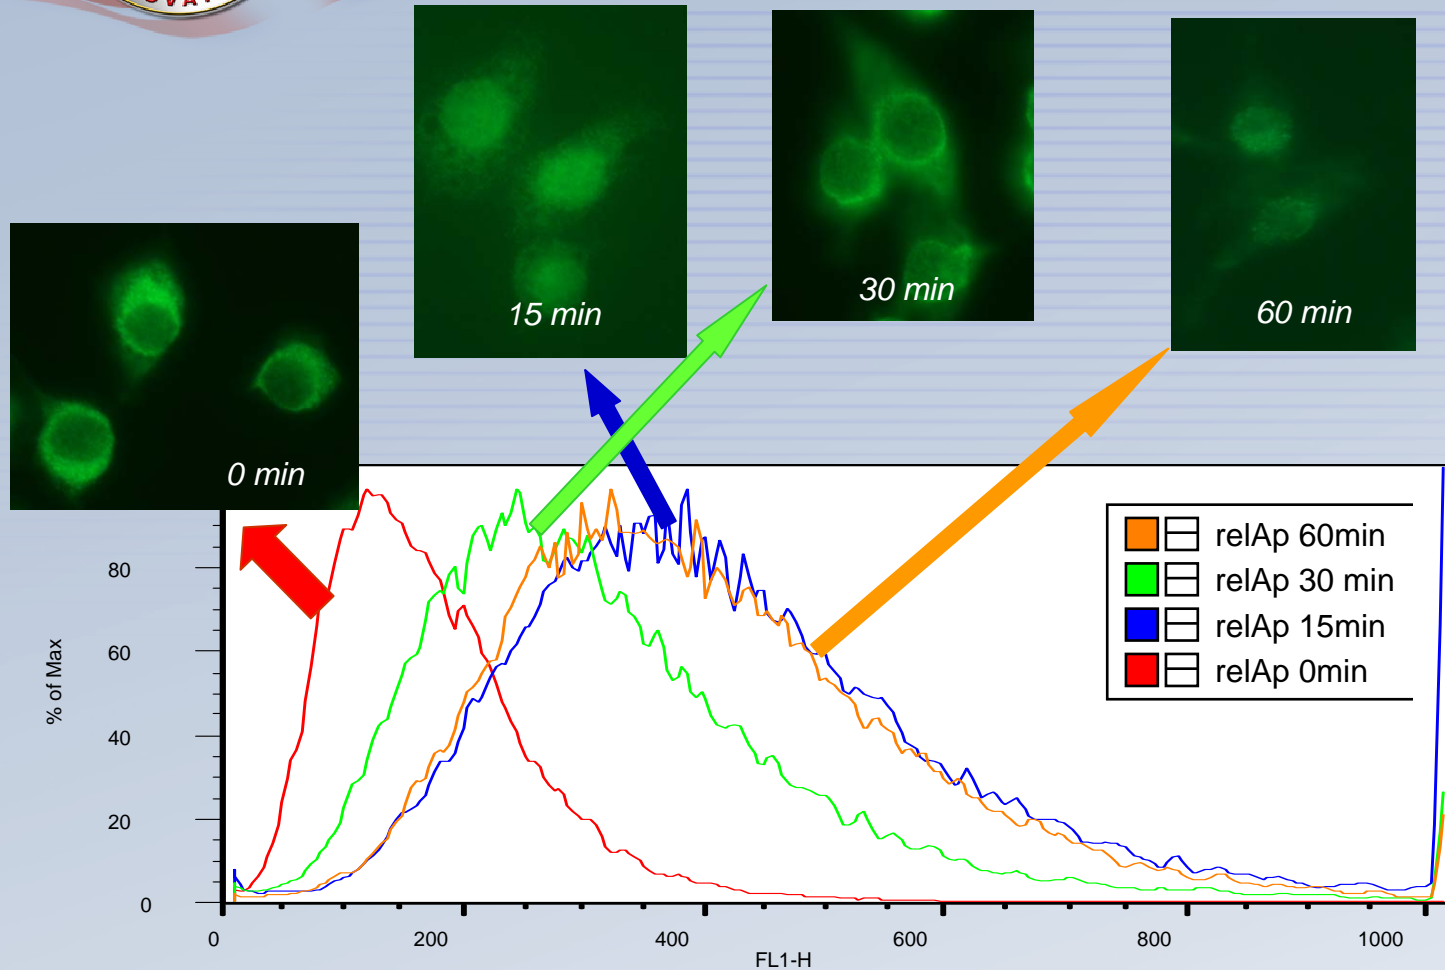 15 min
30 min
60 min
0 min
relAp 60min
relAp 30 min
relAp 15min
relAp 0min
% of Max
80
60
40
20
0
0 200 400 600 800 1000
FL1-H